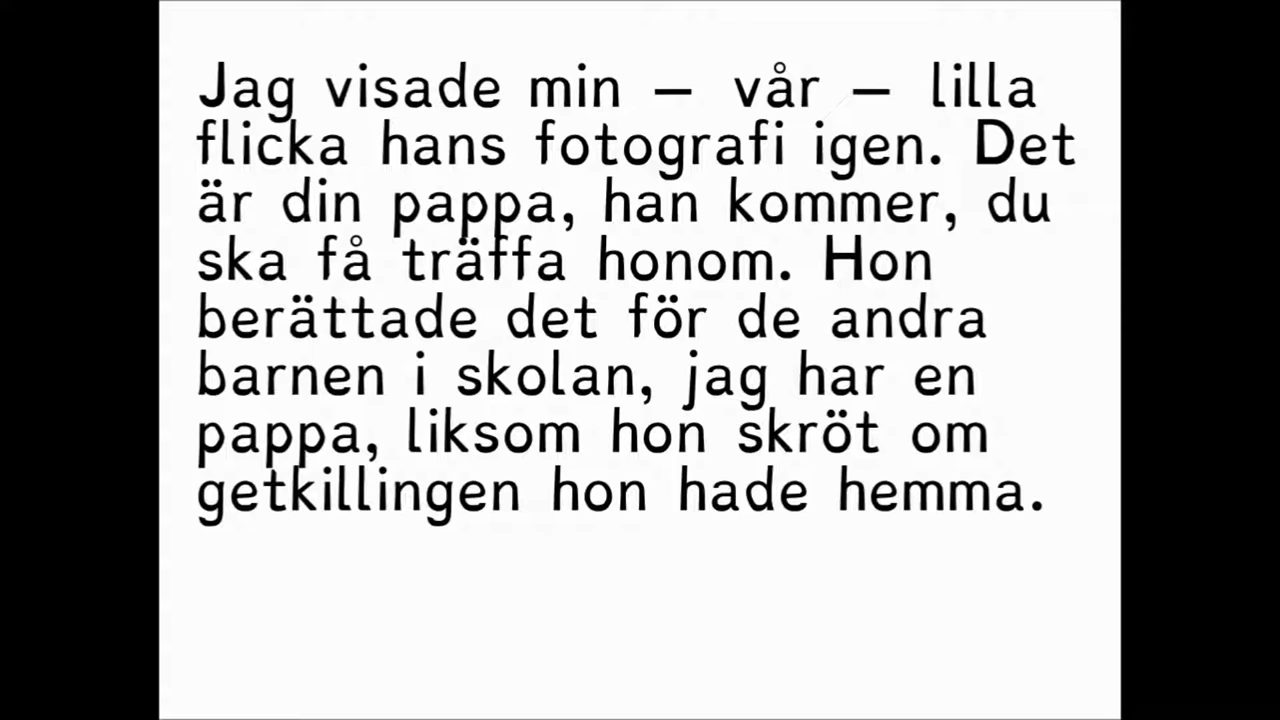 Jag visade min – vår – lilla
flicka hans fotografi igen. Det
är din pappa, han kommer, du
ska få träffa honom. Hon
berättade det för de andra
barnen i skolan, jag har en
pappa, liksom hon skröt om
getkillingen hon hade hemma.